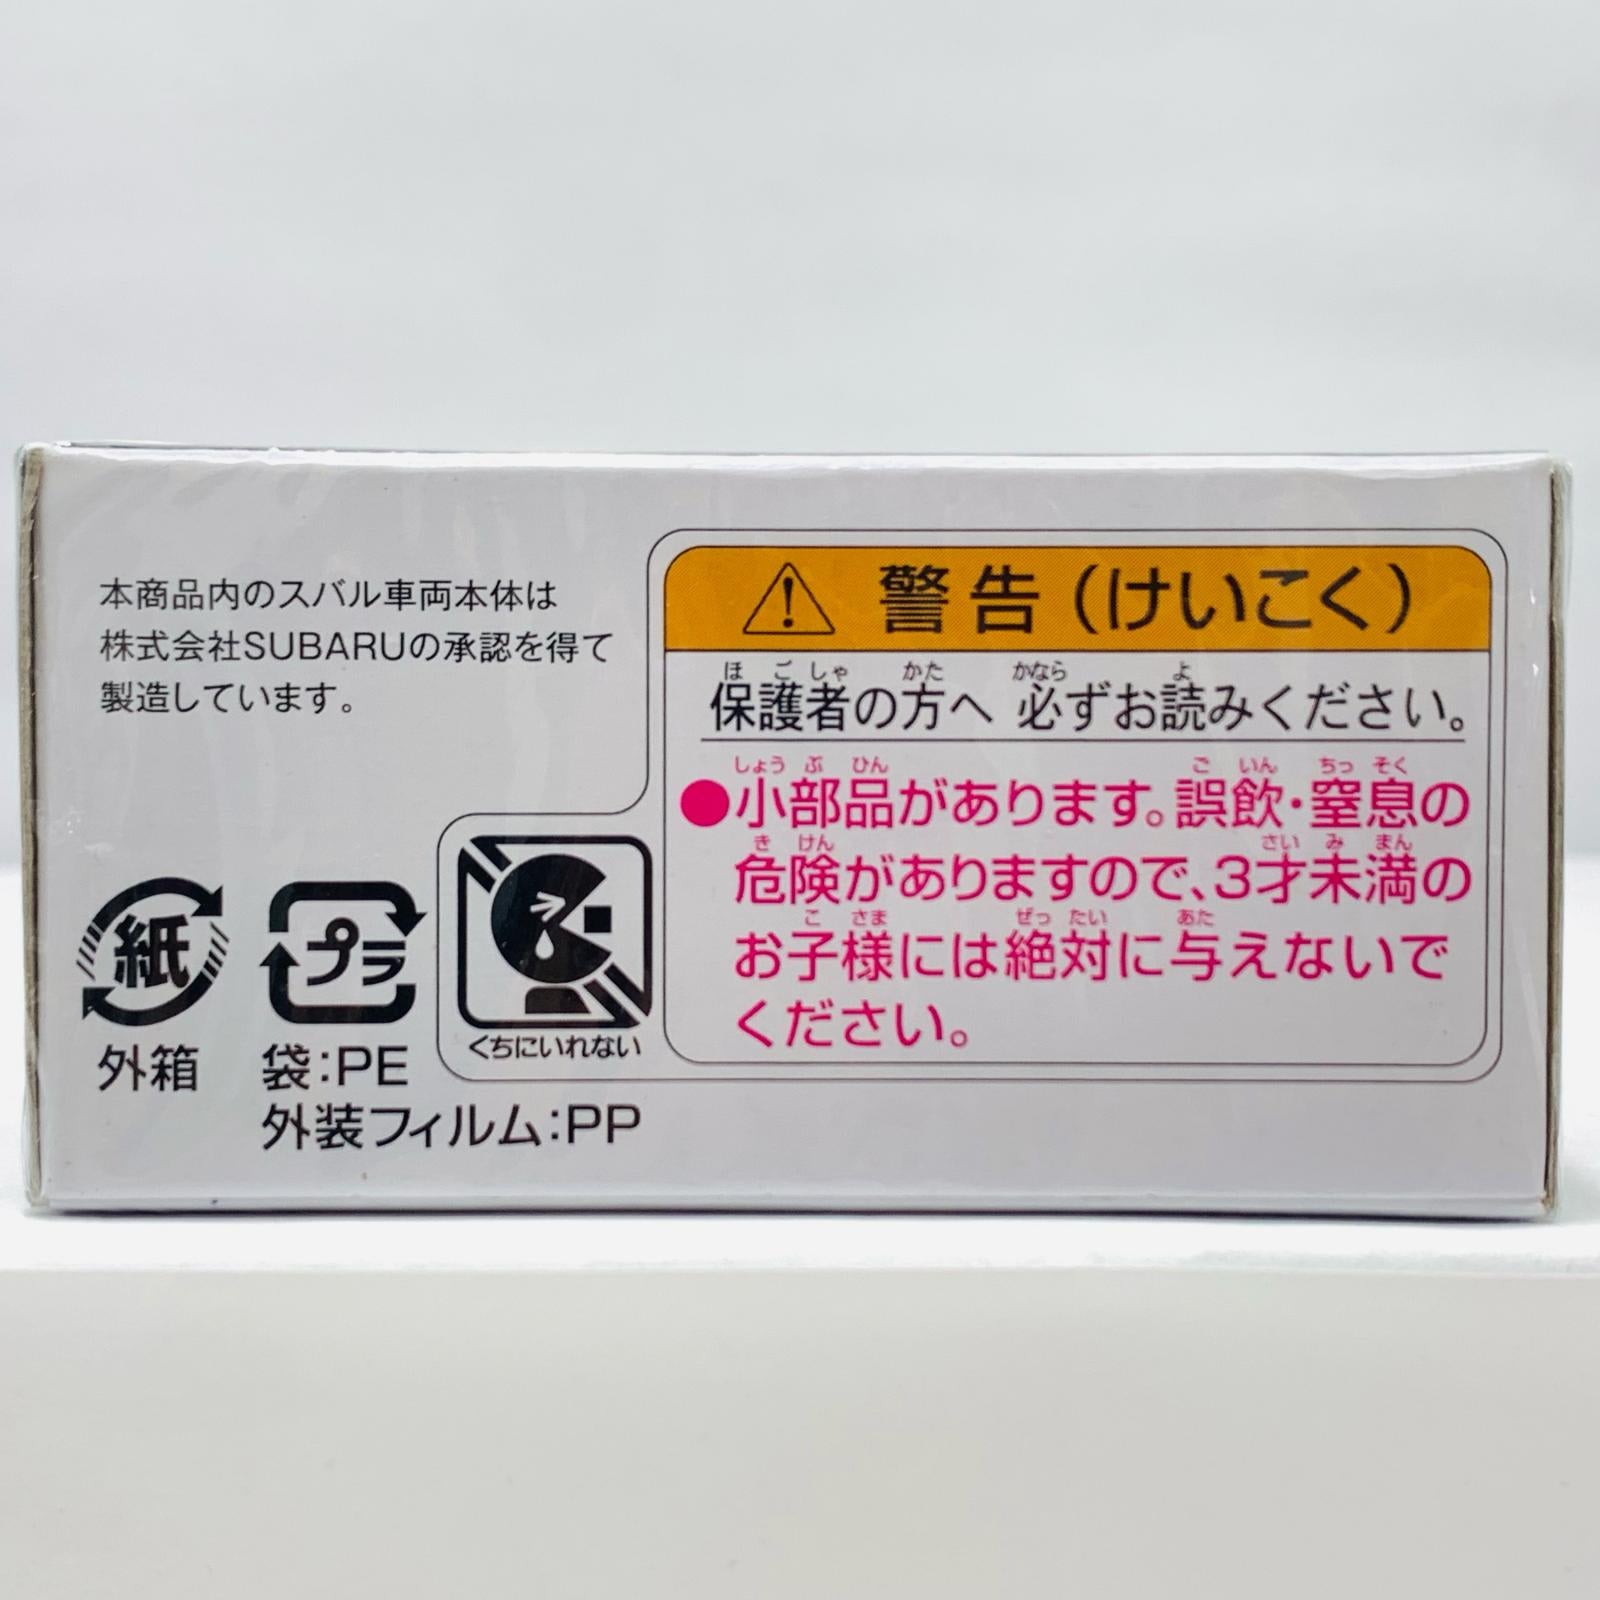 本商品内のスバル車両本体は
株式会社SUBARUの承認を得て
製造しています。
警告(けいこく)
ほごしゃ かた かなら よ
保護者の方へ 必ずお読みください。
しょうぶひん ごいん ちっそく
●小部品があります。誤飲・窒息の
きけん さいみまん
危険がありますので、3才未満の
こさま ぜったい あた
お子様には絶対に与えないで
ください。
くちにいれない
紙
外箱
プラ
袋:PE
外装フィルム:PP